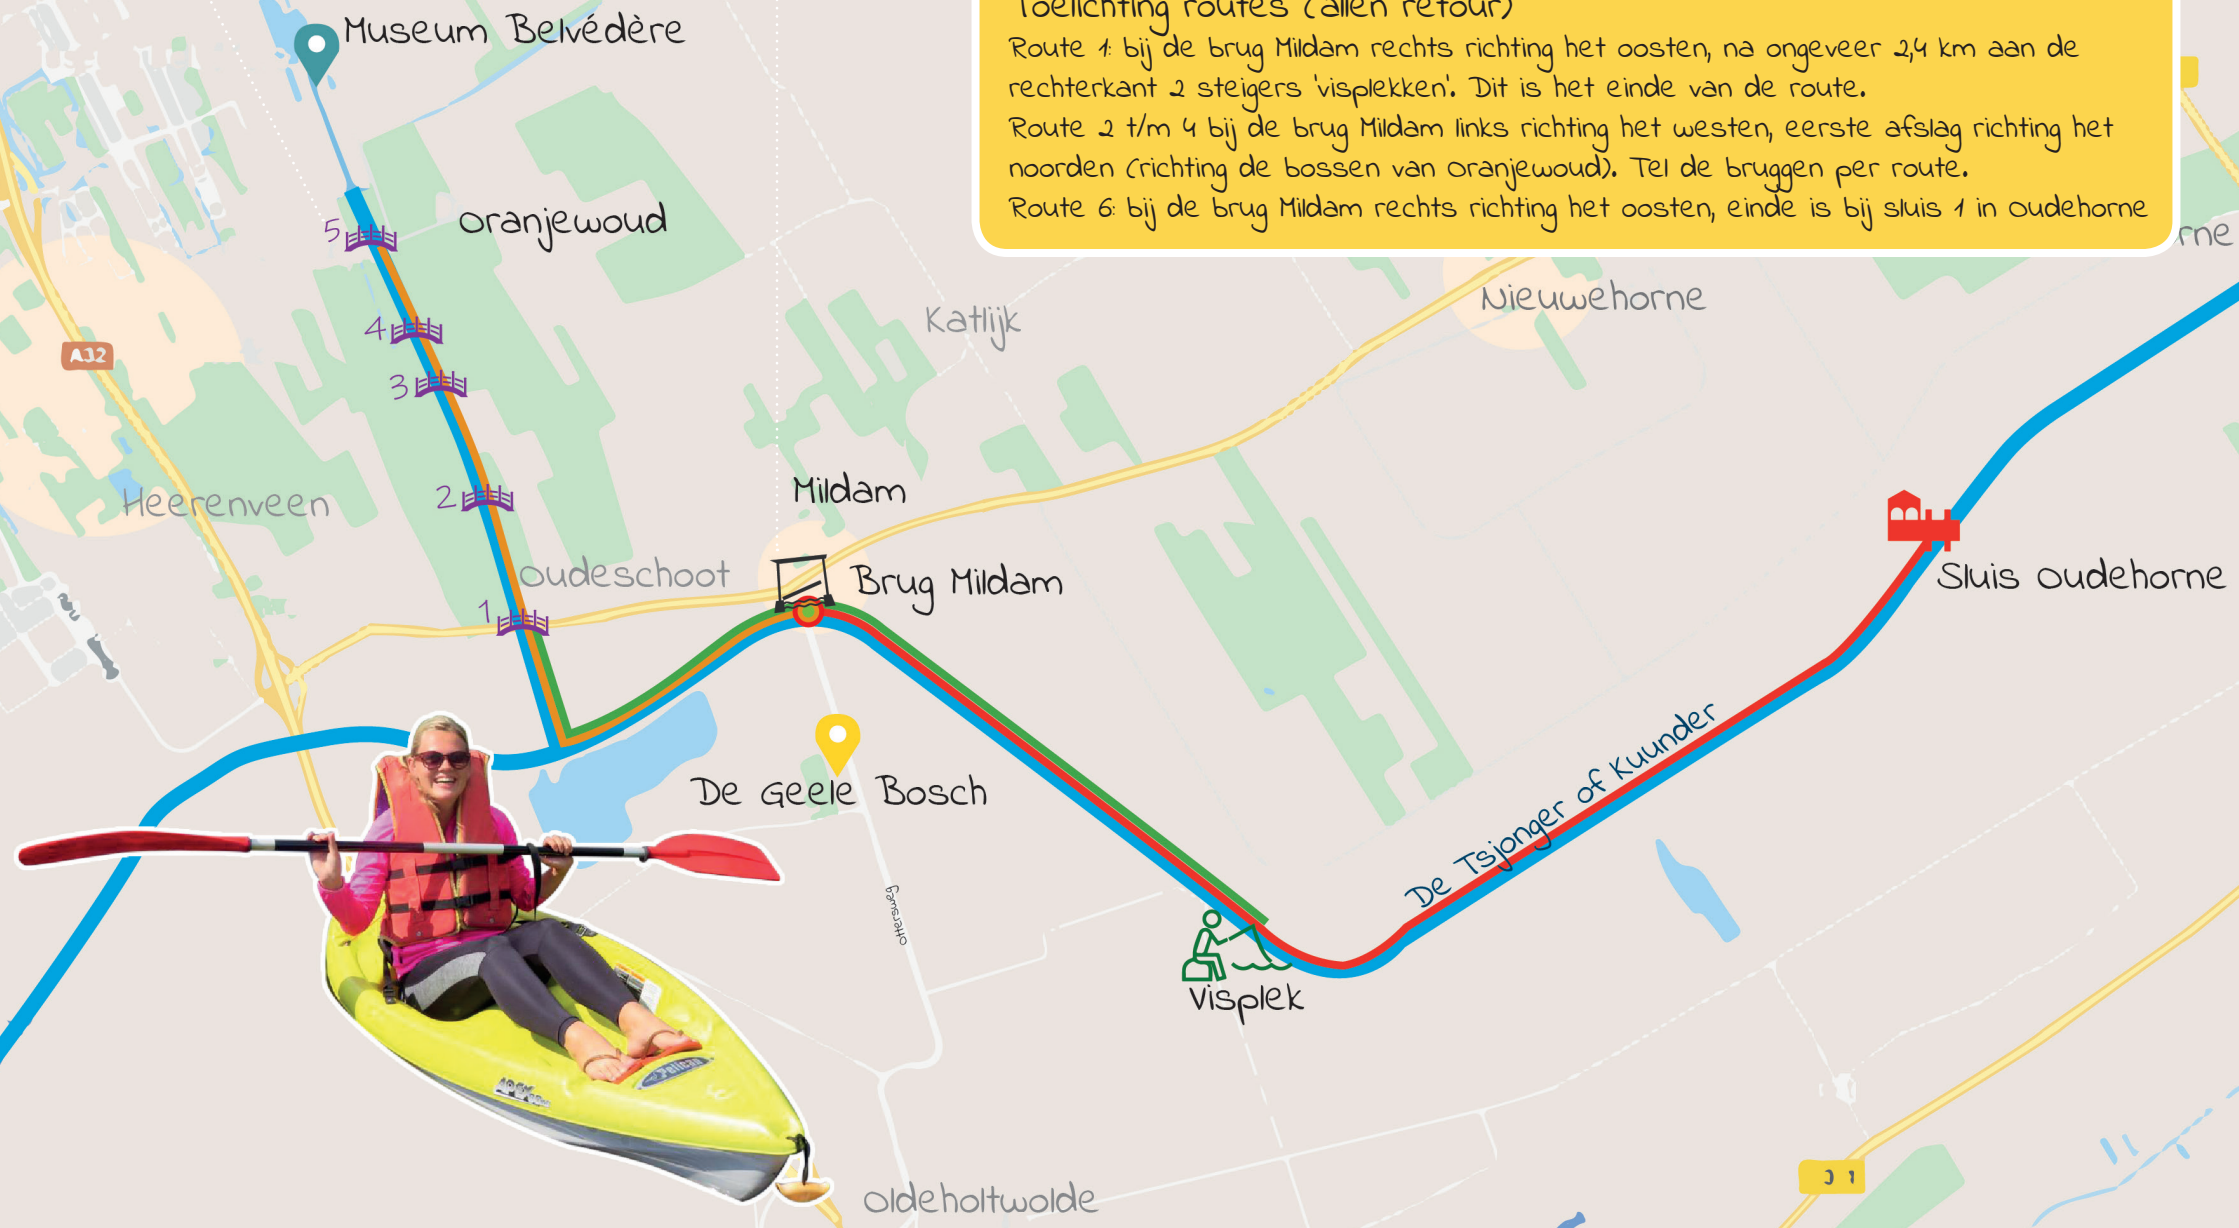 Toelichting routes (allen retour)
Route 1: bij de brug Mildam rechts richting het oosten, na ongeveer 2,4 km aan de
rechterkant 2 steigers 'visplekken'. Dit is het einde van de route.
Route 2 t/m 4 bij de brug Mildam links richting het westen, eerste afslag richting het
noorden (richting de bossen van Oranjewoud). Tel de bruggen per route.
Route 6: bij de brug Mildam rechts richting het oosten, einde is bij sluis 1 in Oudehorne
Museum Belvédère
5
Oranjewoud
rne
Nieuwehorne
Katlijk
4
A32
3
Heerenveen
2
Mildam
Oudeschoot
Brug Mildam
Sluis Oudehorne
1
De Geele Bosch
De Tsjonger of Kuunder
ottersweg
Visplek
Pelican
Oldeholtwolde